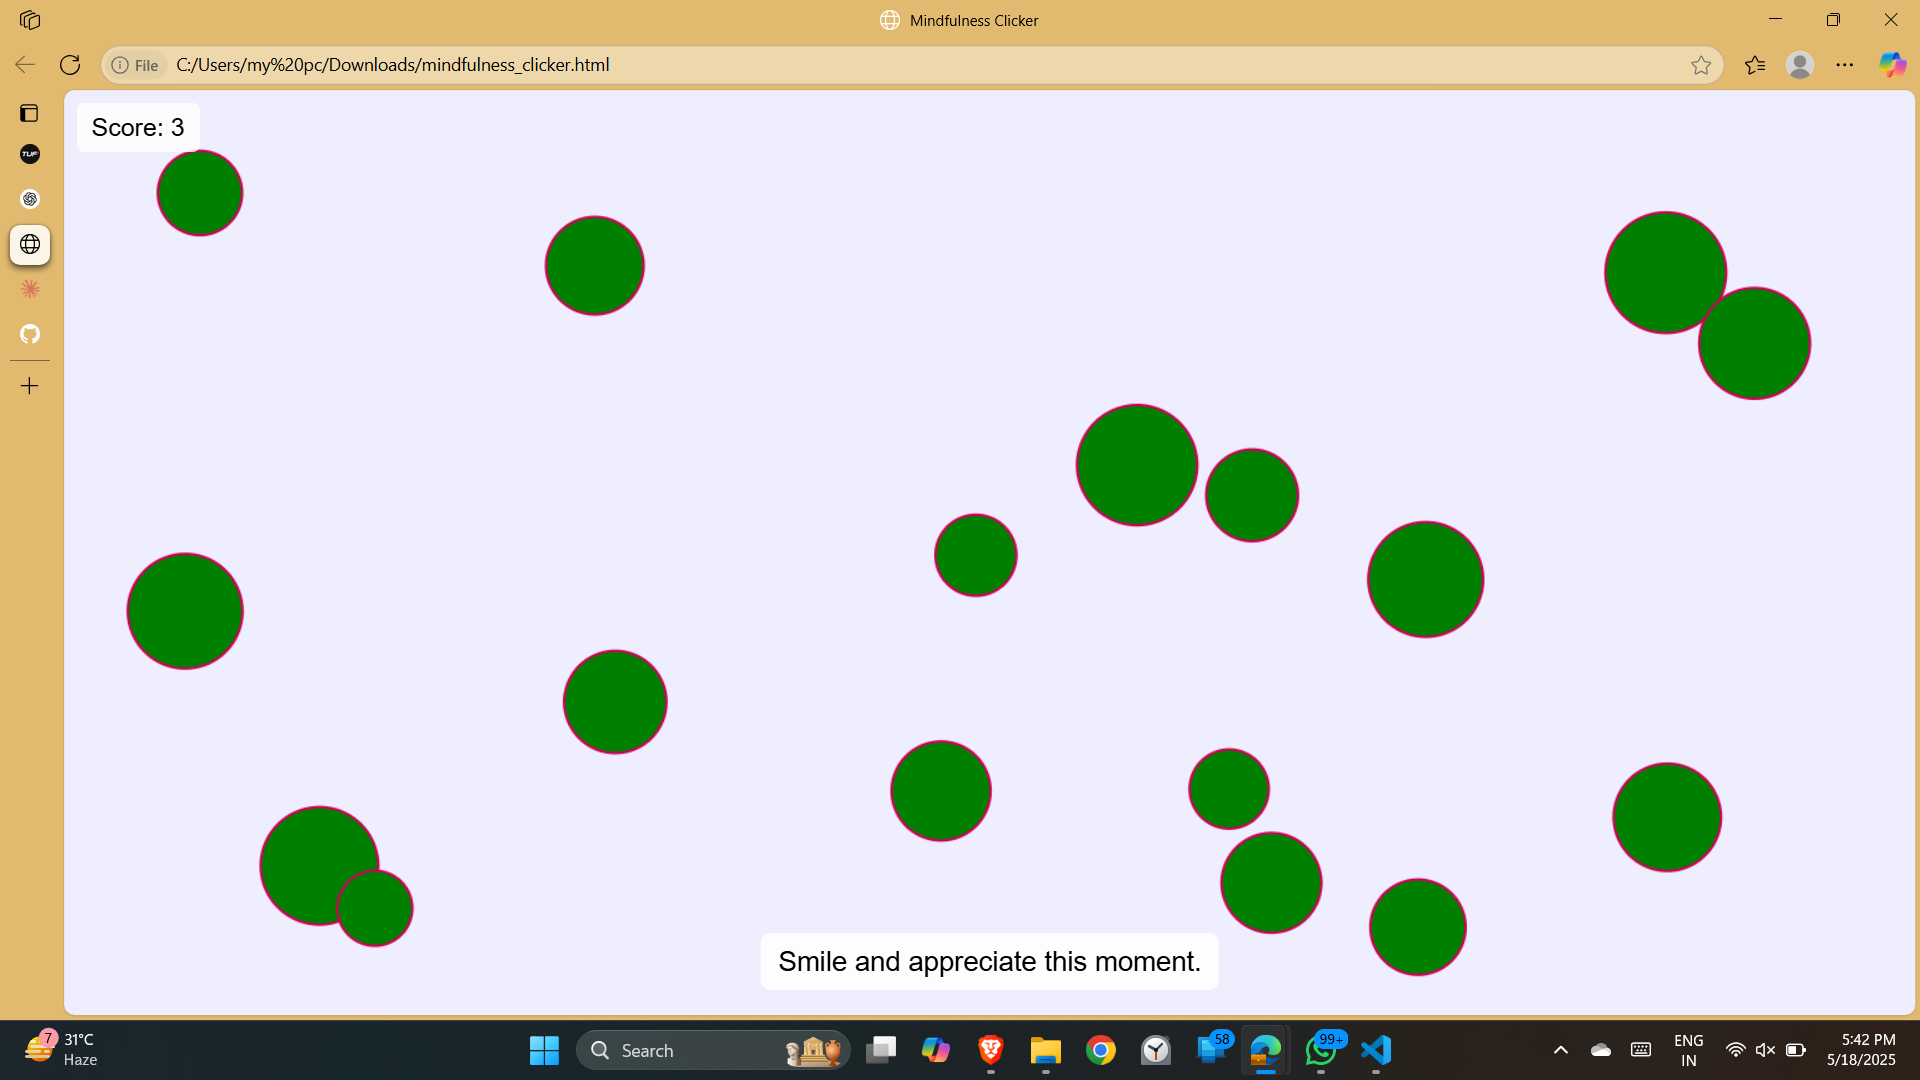 Mindfulness Clicker
File C:/Users/my%20pc/Downloads/mindfulness_clicker.html
TUF
Score: 3
Smile and appreciate this moment.
7
31°C
Haze
Search
58
99+
ENG
IN
5:42 PM
5/18/2025